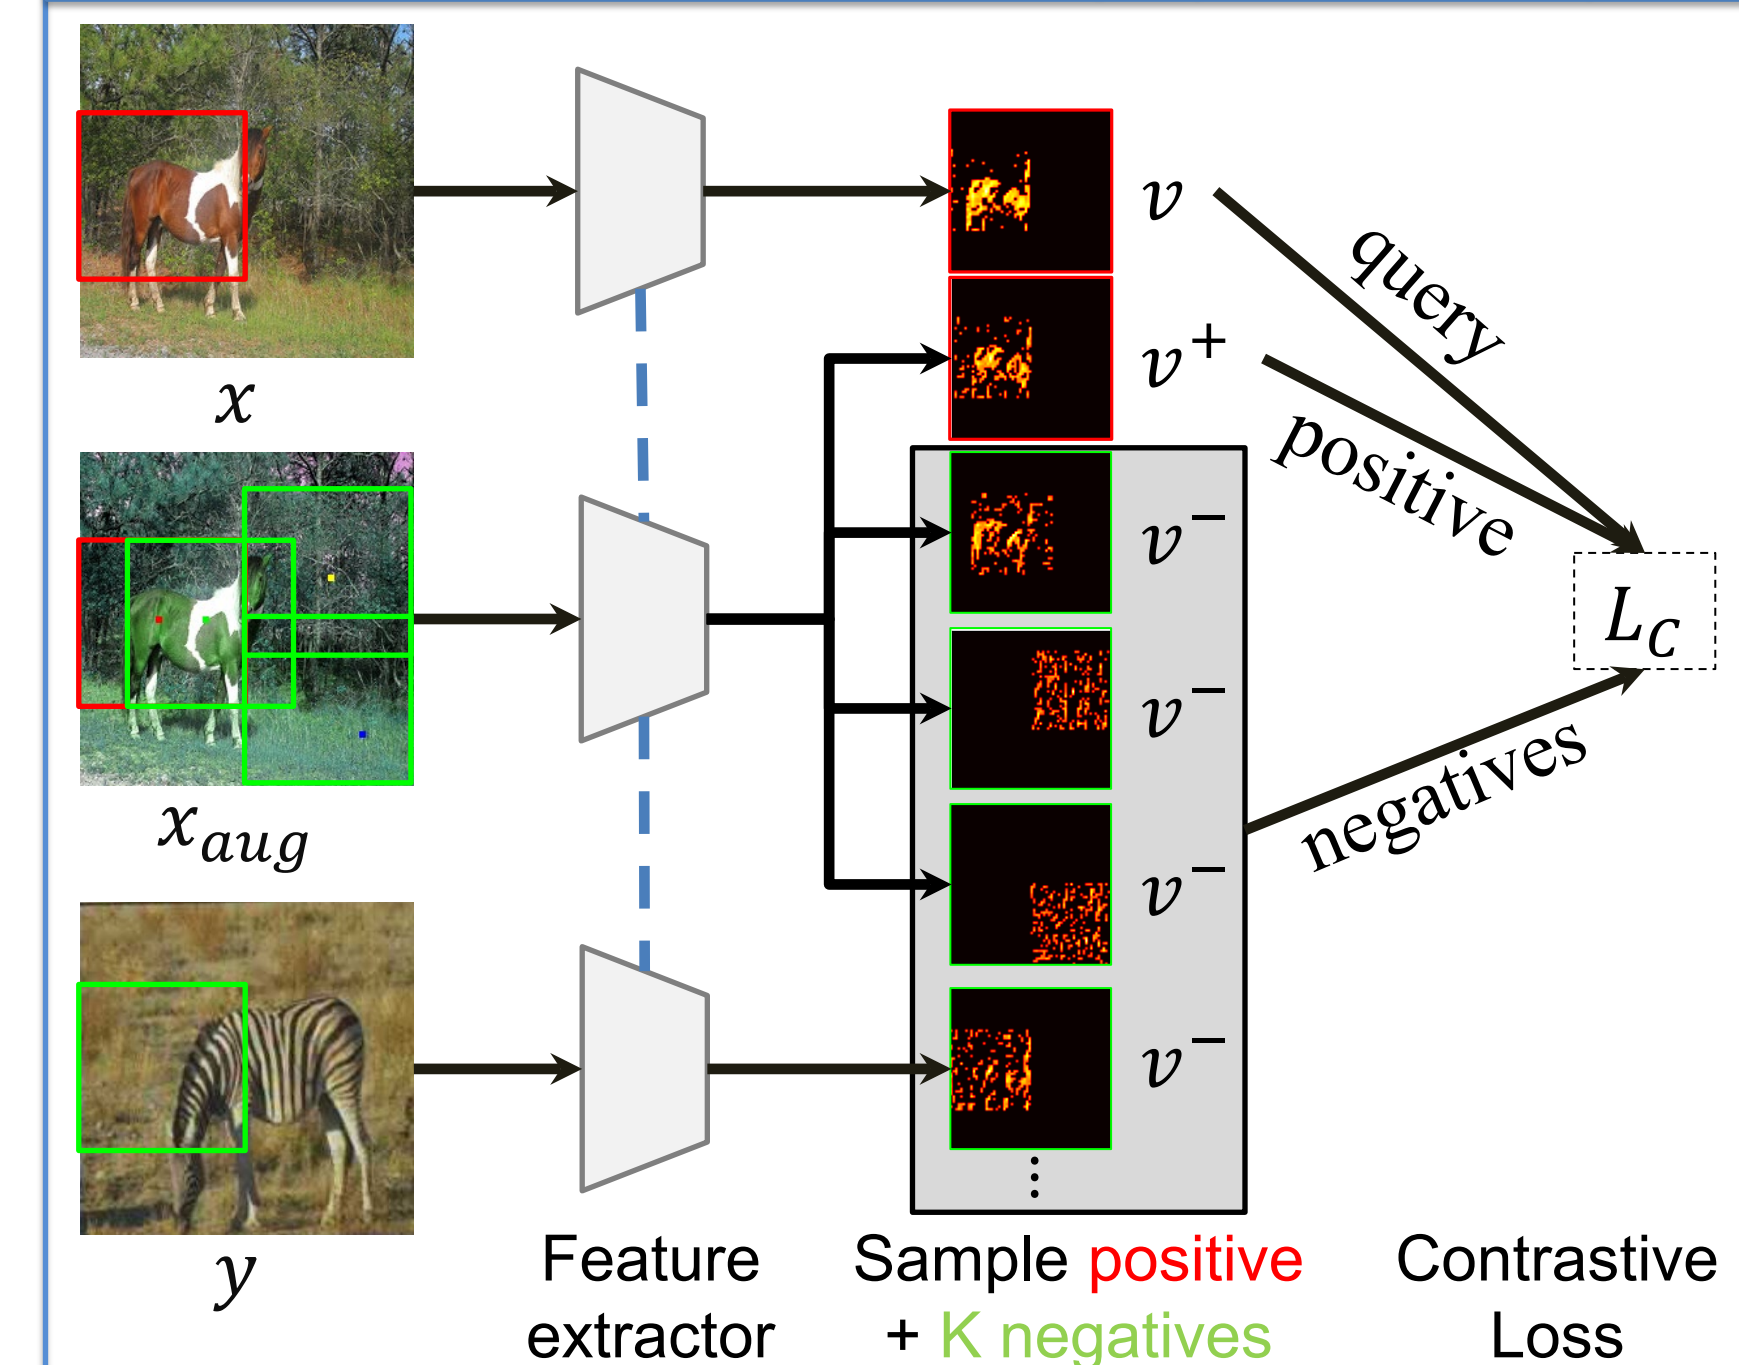 x
v
query
v⁺
positive
x_aug
v⁻
v⁻
L_C
v⁻
negatives
y
v⁻
⋮
Feature extractor
Sample positive + K negatives
Contrastive Loss